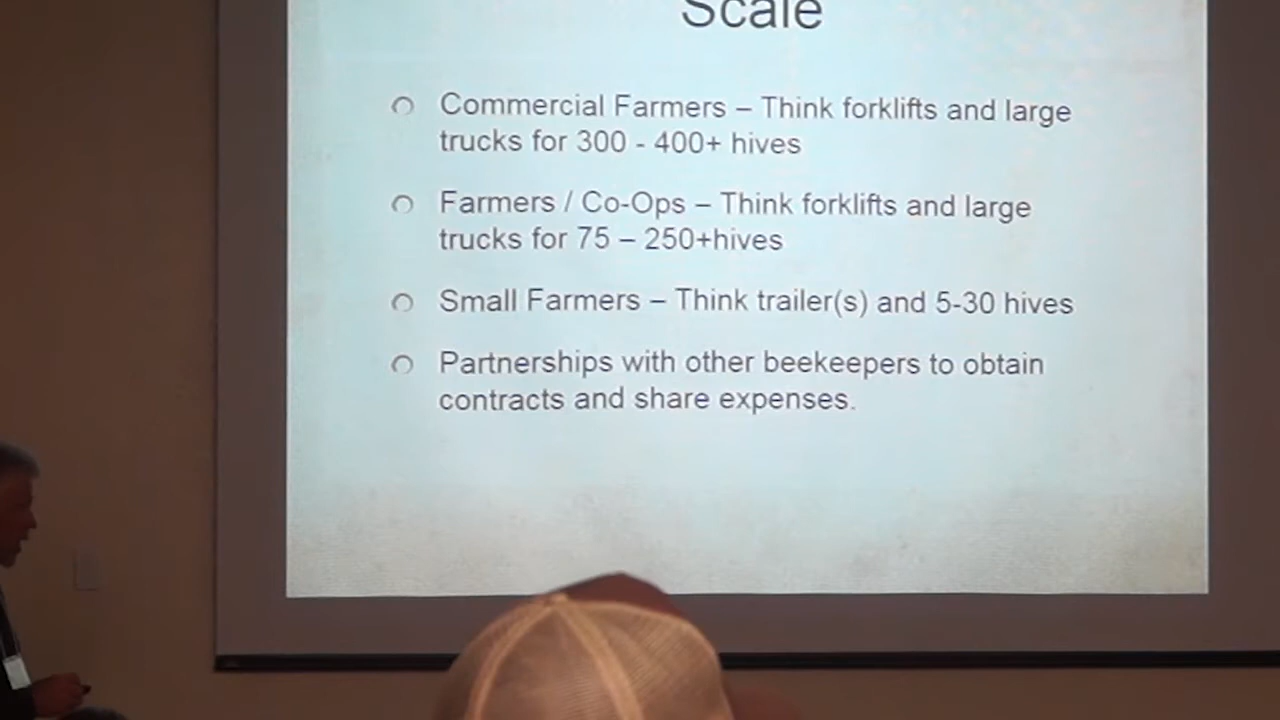 Scale
Commercial Farmers – Think forklifts and large
trucks for 300 - 400+ hives
Farmers / Co-Ops – Think forklifts and large
trucks for 75 – 250+hives
Small Farmers – Think trailer(s) and 5-30 hives
Partnerships with other beekeepers to obtain
contracts and share expenses.